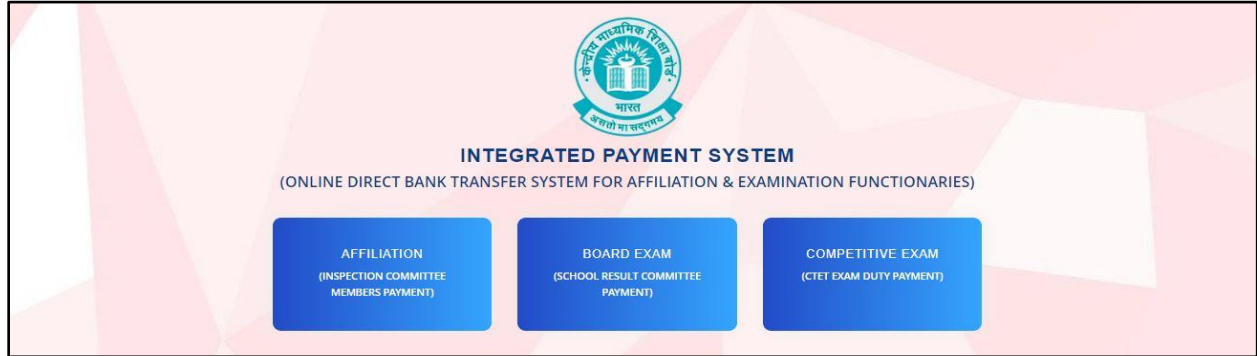 केन्द्रीय माध्यमिक शिक्षा बोर्ड
भारत
असतो मा सद्गमय
INTEGRATED PAYMENT SYSTEM
(ONLINE DIRECT BANK TRANSFER SYSTEM FOR AFFILIATION & EXAMINATION FUNCTIONARIES)
AFFILIATION
(INSPECTION COMMITTEE
MEMBERS PAYMENT)
BOARD EXAM
(SCHOOL RESULT COMMITTEE
PAYMENT)
COMPETITIVE EXAM
(CTET EXAM DUTY PAYMENT)